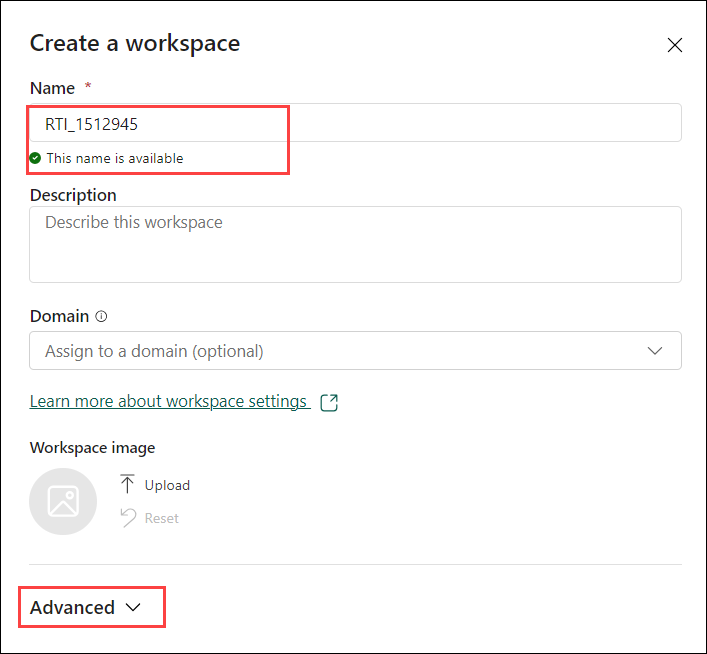 Create a workspace
Name *
RTI_1512945
This name is available
Description
Describe this workspace
Domain
Assign to a domain (optional)
Learn more about workspace settings
Workspace image
Upload
Reset
Advanced